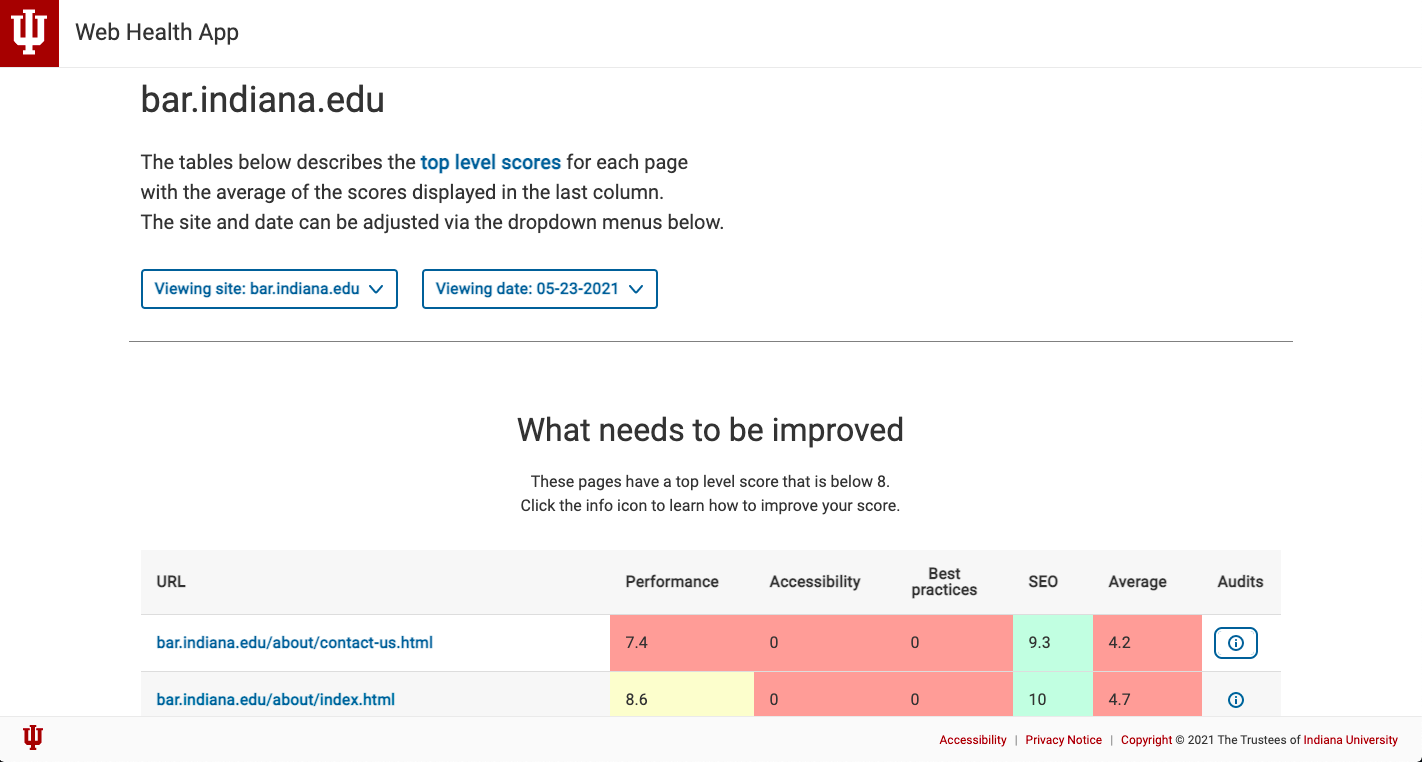 Web Health App
bar.indiana.edu
The tables below describes the top level scores for each page
with the average of the scores displayed in the last column.
The site and date can be adjusted via the dropdown menus below.
Viewing site: bar.indiana.edu
Viewing date: 05-23-2021
What needs to be improved
These pages have a top level score that is below 8.
Click the info icon to learn how to improve your score.
URL Performance Accessibility Best practices SEO Average Audits
bar.indiana.edu/about/contact-us.html 7.4 0 0 9.3 4.2
bar.indiana.edu/about/index.html 8.6 0 0 10 4.7
Accessibility | Privacy Notice | Copyright © 2021 The Trustees of Indiana University